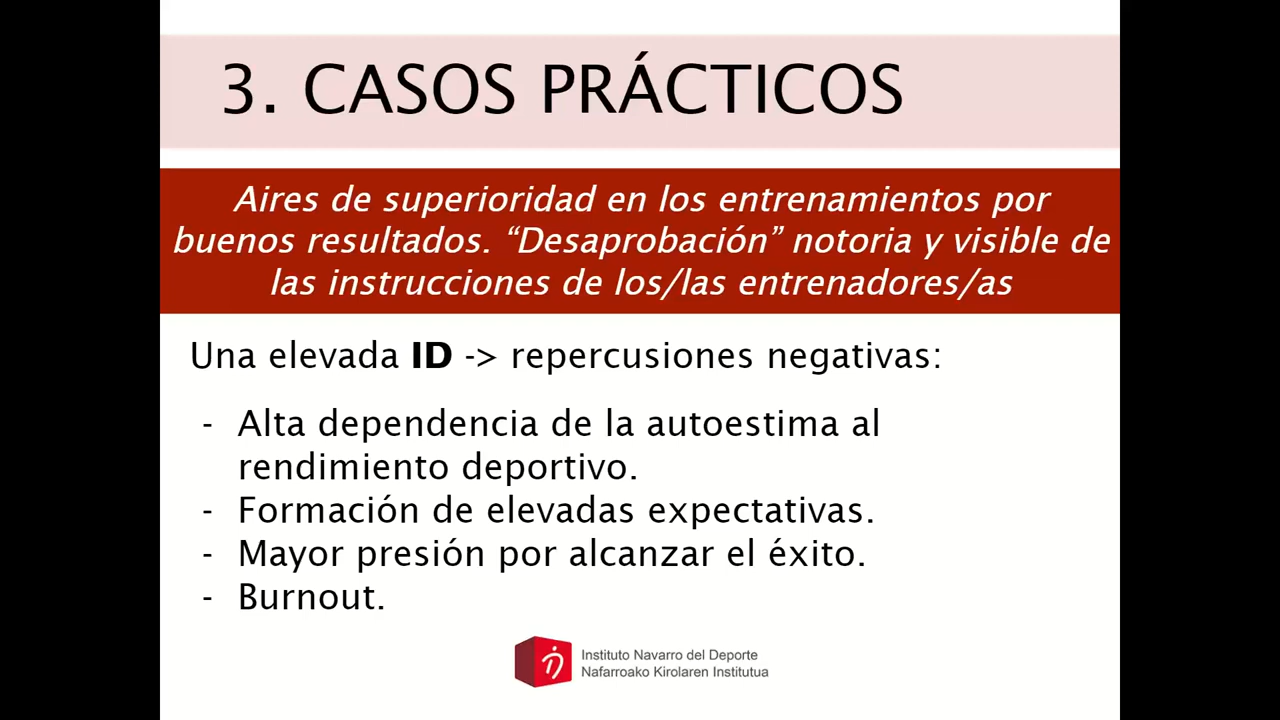 3. CASOS PRÁCTICOS
Aires de superioridad en los entrenamientos por
buenos resultados. “Desaprobación” notoria y visible de
las instrucciones de los/las entrenadores/as
Una elevada ID -> repercusiones negativas:
- Alta dependencia de la autoestima al
rendimiento deportivo.
- Formación de elevadas expectativas.
- Mayor presión por alcanzar el éxito.
- Burnout.
Instituto Navarro del Deporte
Nafarroako Kirolaren Institutua